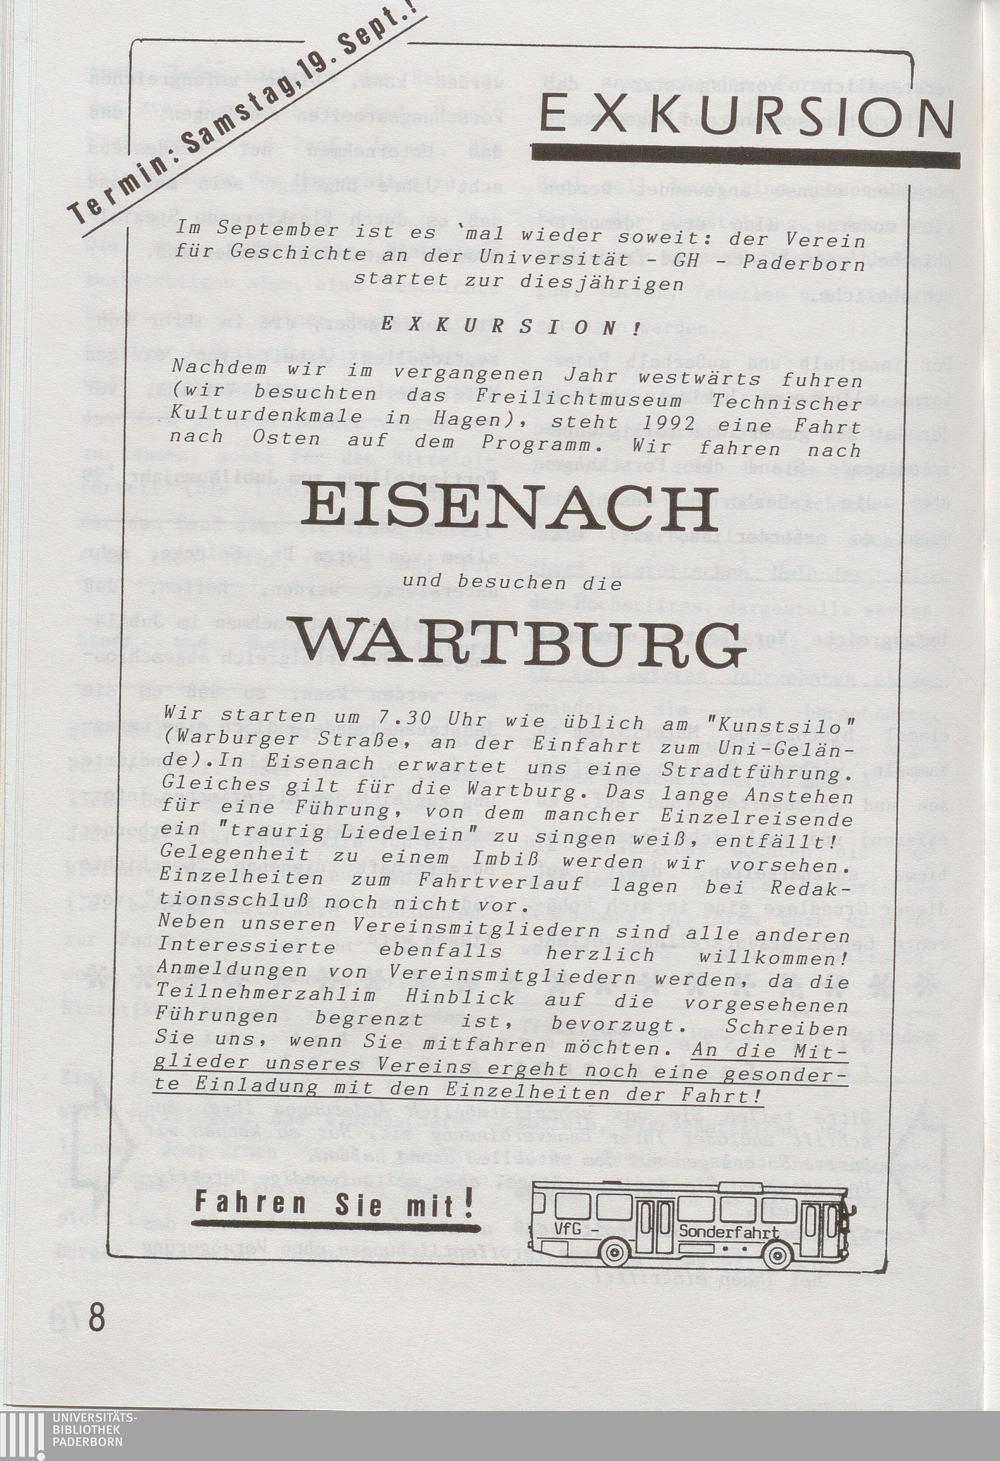 Termin: Samstag, 19. Sept.!
EXKURSION
Im September ist es `mal wieder soweit: der Verein
für Geschichte an der Universität - GH - Paderborn
startet zur diesjährigen
EXKURSION!
Nachdem wir im vergangenen Jahr westwärts fuhren
(wir besuchten das Freilichtmuseum Technischer
Kulturdenkmale in Hagen), steht 1992 eine Fahrt
nach Osten auf dem Programm. Wir fahren nach
EISENACH
und besuchen die
WARTBURG
Wir starten um 7.30 Uhr wie üblich am "Kunstsilo"
(Warburger Straße, an der Einfahrt zum Uni-Gelän-
de).In Eisenach erwartet uns eine Stradtführung.
Gleiches gilt für die Wartburg. Das lange Anstehen
für eine Führung, von dem mancher Einzelreisende
ein "traurig Liedelein" zu singen weiß, entfällt!
Gelegenheit zu einem Imbiß werden wir vorsehen.
Einzelheiten zum Fahrtverlauf lagen bei Redak-
tionsschluß noch nicht vor.
Neben unseren Vereinsmitgliedern sind alle anderen
Interessierte ebenfalls herzlich willkommen!
Anmeldungen von Vereinsmitgliedern werden, da die
Teilnehmerzahlim Hinblick auf die vorgesehenen
Führungen begrenzt ist, bevorzugt. Schreiben
Sie uns, wenn Sie mitfahren möchten. An die Mit-
glieder unseres Vereins ergeht noch eine gesonder-
te Einladung mit den Einzelheiten der Fahrt!
Fahren Sie mit!
VfG - Sonderfahrt
8
UNIVERSITÄTS-
BIBLIOTHEK
PADERBORN